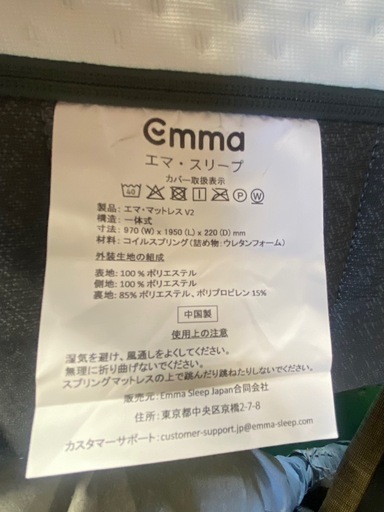 emma
エマ・スリープ
カバー取扱表示
40 P W
製品: エマ・マットレス V2
構造: 一体式
寸法: 970 (W) x 1950 (L) x 220 (D) mm
材料: コイルスプリング (詰め物: ウレタンフォーム)
外装生地の組成
表地: 100 % ポリエステル
側地: 100 % ポリエステル
裏地: 85% ポリエステル、ポリプロピレン 15%
中国製
使用上の注意
湿気を避け、風通しをよくしてください。
無理に折り曲げないでください。
スプリングマットレスの上で跳んだり跳ねたりしないでください。
販売元: Emma Sleep Japan合同会社
住所: 東京都中央区京橋2-7-8
カスタマーサポート: customer-support.jp@emma-sleep.com